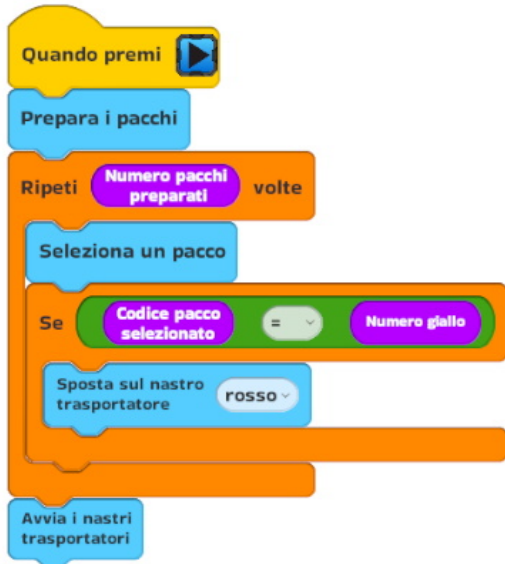 Quando premi
Prepara i pacchi
Ripeti Numero pacchi preparati volte
Seleziona un pacco
Se Codice pacco selezionato = Numero giallo
Sposta sul nastro trasportatore rosso
Avvia i nastri
trasportatori